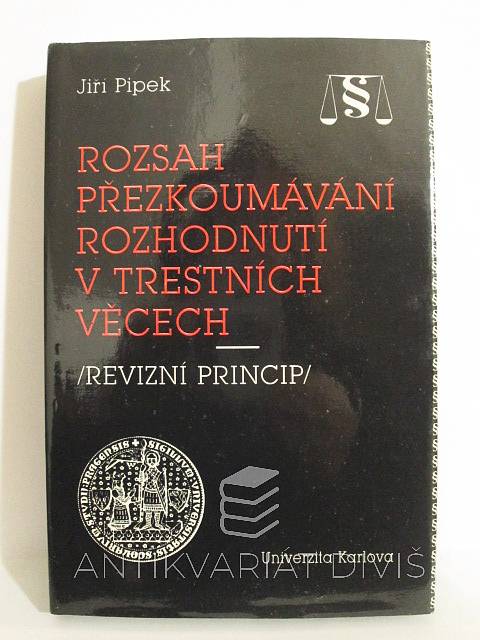 Jiří Pipek
§
ROZSAH
PŘEZKOUMÁVÁNÍ
ROZHODNUTÍ
V TRESTNÍCH
VĚCECH
/REVIZNÍ PRINCIP/
Univerzita Karlova
ANTIKVARIÁT DIVIŠ